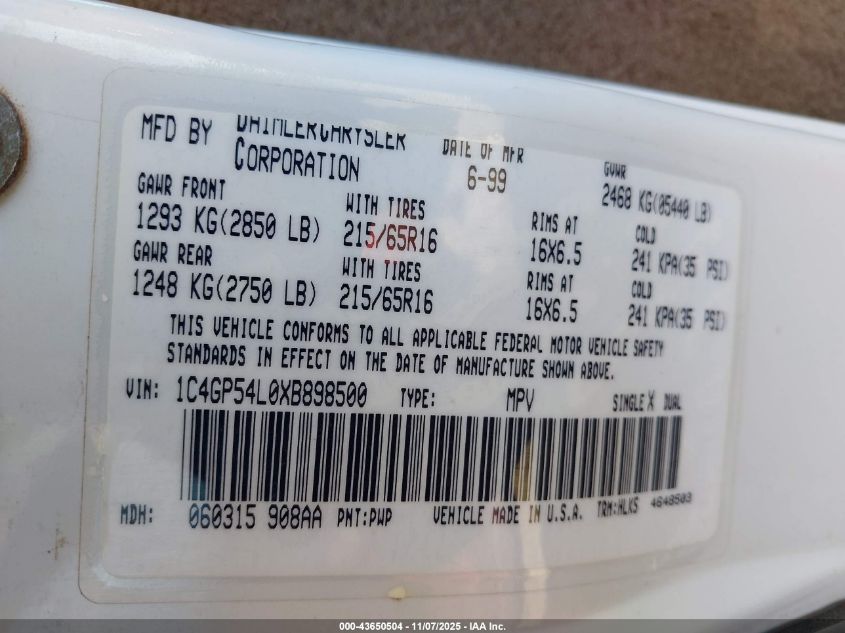 MFD BY DAIMLERCHRYSLER CORPORATION DATE OF MFR 6-99 GVWR 2468 KG(05440 LB)
GAWR FRONT WITH TIRES RIMS AT COLD
1293 KG(2850 LB) 215/65R16 16X6.5 241 KPA(35 PSI)
GAWR REAR WITH TIRES RIMS AT COLD
1248 KG(2750 LB) 215/65R16 16X6.5 241 KPA(35 PSI)
THIS VEHICLE CONFORMS TO ALL APPLICABLE FEDERAL MOTOR VEHICLE SAFETY
STANDARDS IN EFFECT ON THE DATE OF MANUFACTURE SHOWN ABOVE.
VIN: 1C4GP54L0XB898500 TYPE: MPV SINGLE X DUAL
MDH: 060315 908AA PNT:PWP VEHICLE MADE IN U.S.A. TRM:HLKS 4648503
000-43650504 - 11/07/2025 - IAA Inc.